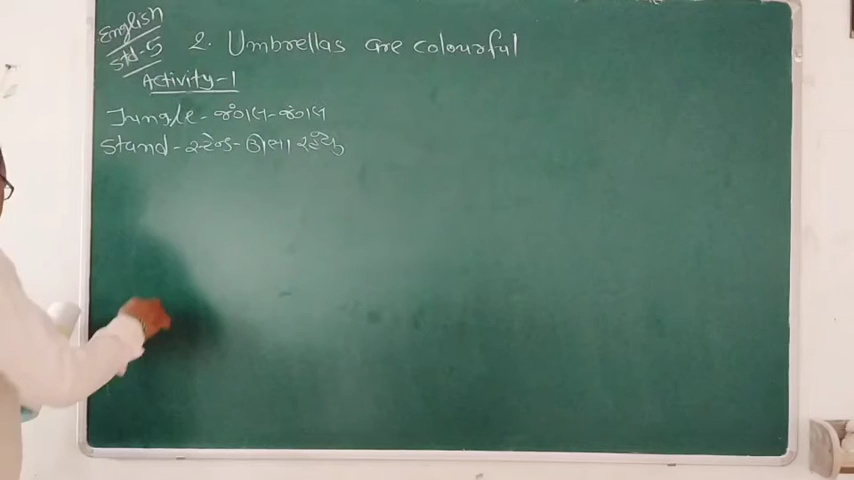 English
Std-5
2. Umbrellas are colourful
Activity-1
Jungle - જંગલ - જંગલ
Stand - સ્ટેન્ડ - ઊભા રહેવું